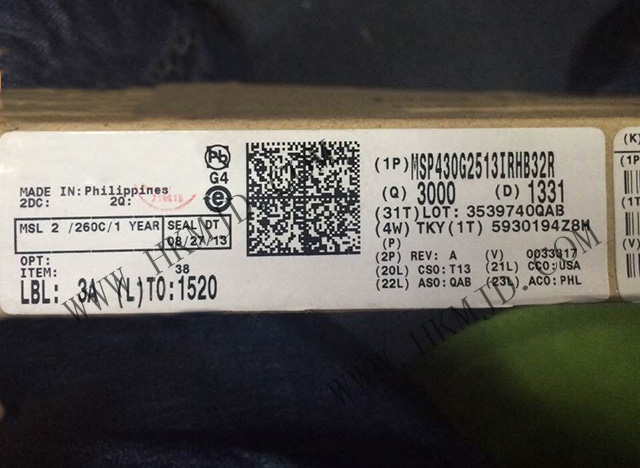 Pb
G4
e
MADE IN: Philippines
2DC: 2Q:
MSL 2 /260C/1 YEAR SEAL DT
08/27/13
OPT:
ITEM: 38
LBL: 3A (L)TO:1520
(1P) MSP430G2513IRHB32R
(Q) 3000 (D) 1331
(31T) LOT: 3539740QAB
(4W) TKY(1T) 5930194Z8H
(P)
(2P) REV: A (V) 0033317
(20L) CSO:T13 (21L) CCO:USA
(22L) ASO:QAB (23L) ACO:PHL
(K)
(1P
WWW.HKMJD.COM
WWW.HKMJD.COM